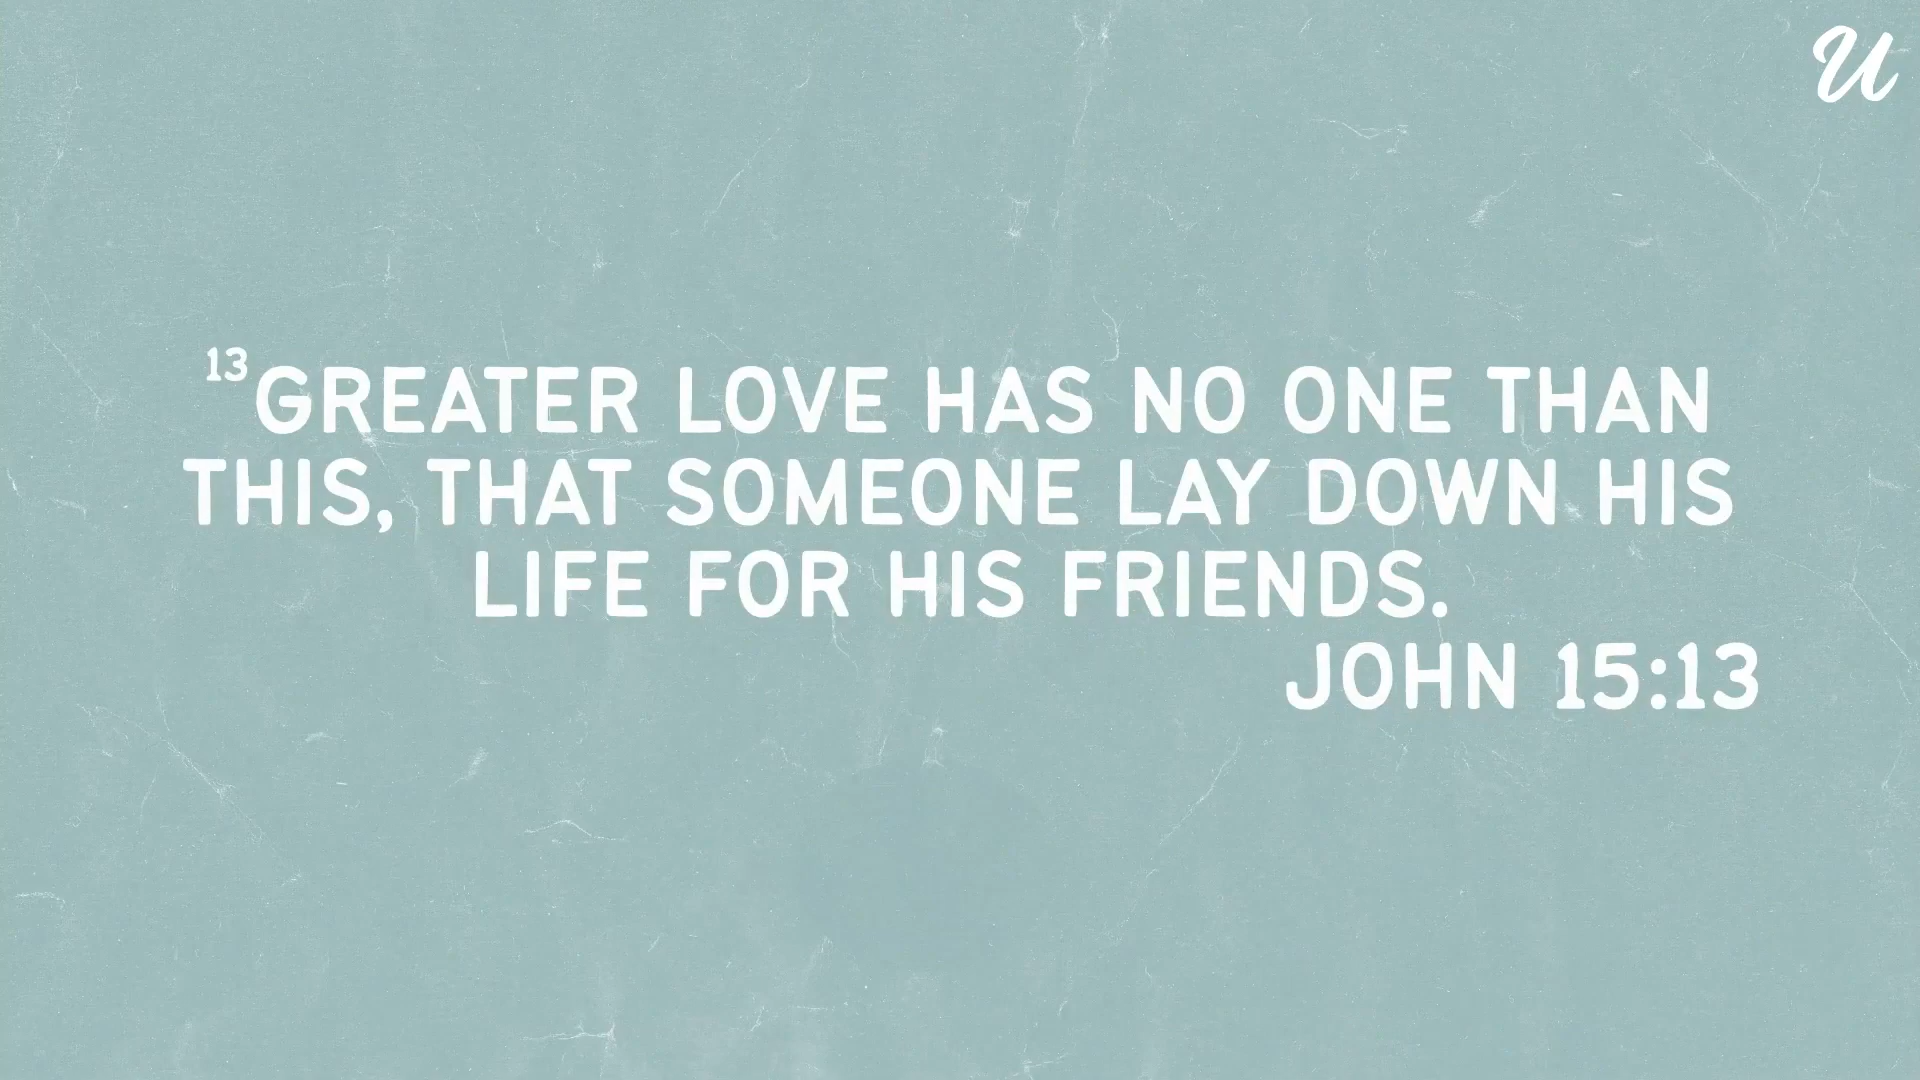 U
13GREATER LOVE HAS NO ONE THAN
THIS, THAT SOMEONE LAY DOWN HIS
LIFE FOR HIS FRIENDS.
JOHN 15:13